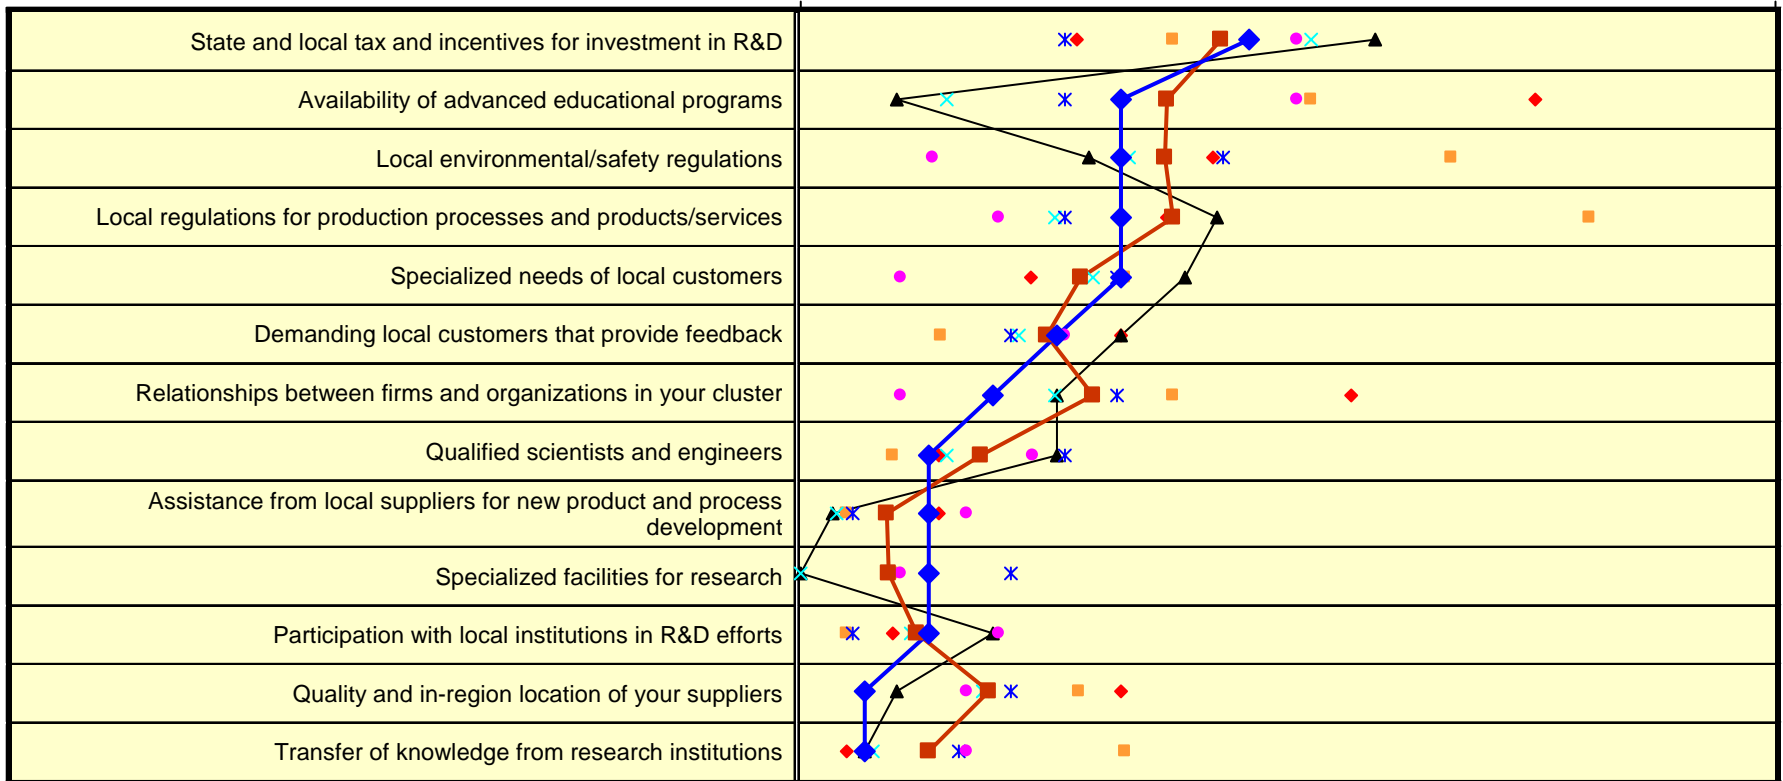 State and local tax and incentives for investment in R&D
Availability of advanced educational programs
Local environmental/safety regulations
Local regulations for production processes and products/services
Specialized needs of local customers
Demanding local customers that provide feedback
Relationships between firms and organizations in your cluster
Qualified scientists and engineers
Assistance from local suppliers for new product and process
development
Specialized facilities for research
Participation with local institutions in R&D efforts
Quality and in-region location of your suppliers
Transfer of knowledge from research institutions